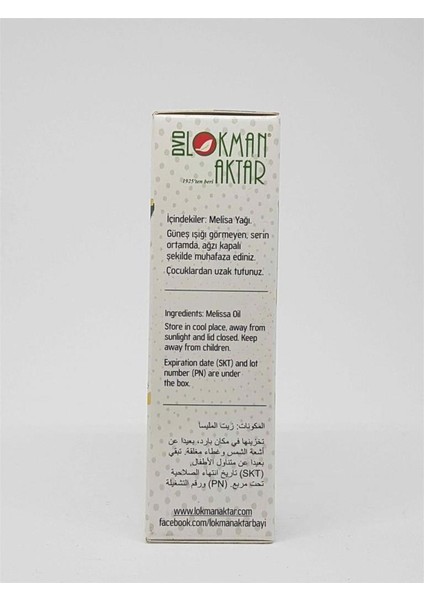 DVD LOKMAN
AKTAR
1925'ten beri
İçindekiler: Melisa Yağı.
Güneş ışığı görmeyen, serin
ortamda, ağzı kapalı
şekilde muhafaza ediniz.
Çocuklardan uzak tutunuz.
Ingredients: Melissa Oil
Store in cool place, away from
sunlight and lid closed. Keep
away from children.
Expiration date (SKT) and lot
number (PN) are under
the box.
المكونات: زيت المليسا
تخزينها في مكان بارد، بعيدا عن
أشعة الشمس وغطاء مغلقة. تبقي
بعيدا عن متناول الأطفال.
(SKT) تاريخ انتهاء الصلاحية
تحت مربع. (PN) ورقم التشغيلة
www.lokmanaktar.com
facebook.com/lokmanaktarbayi